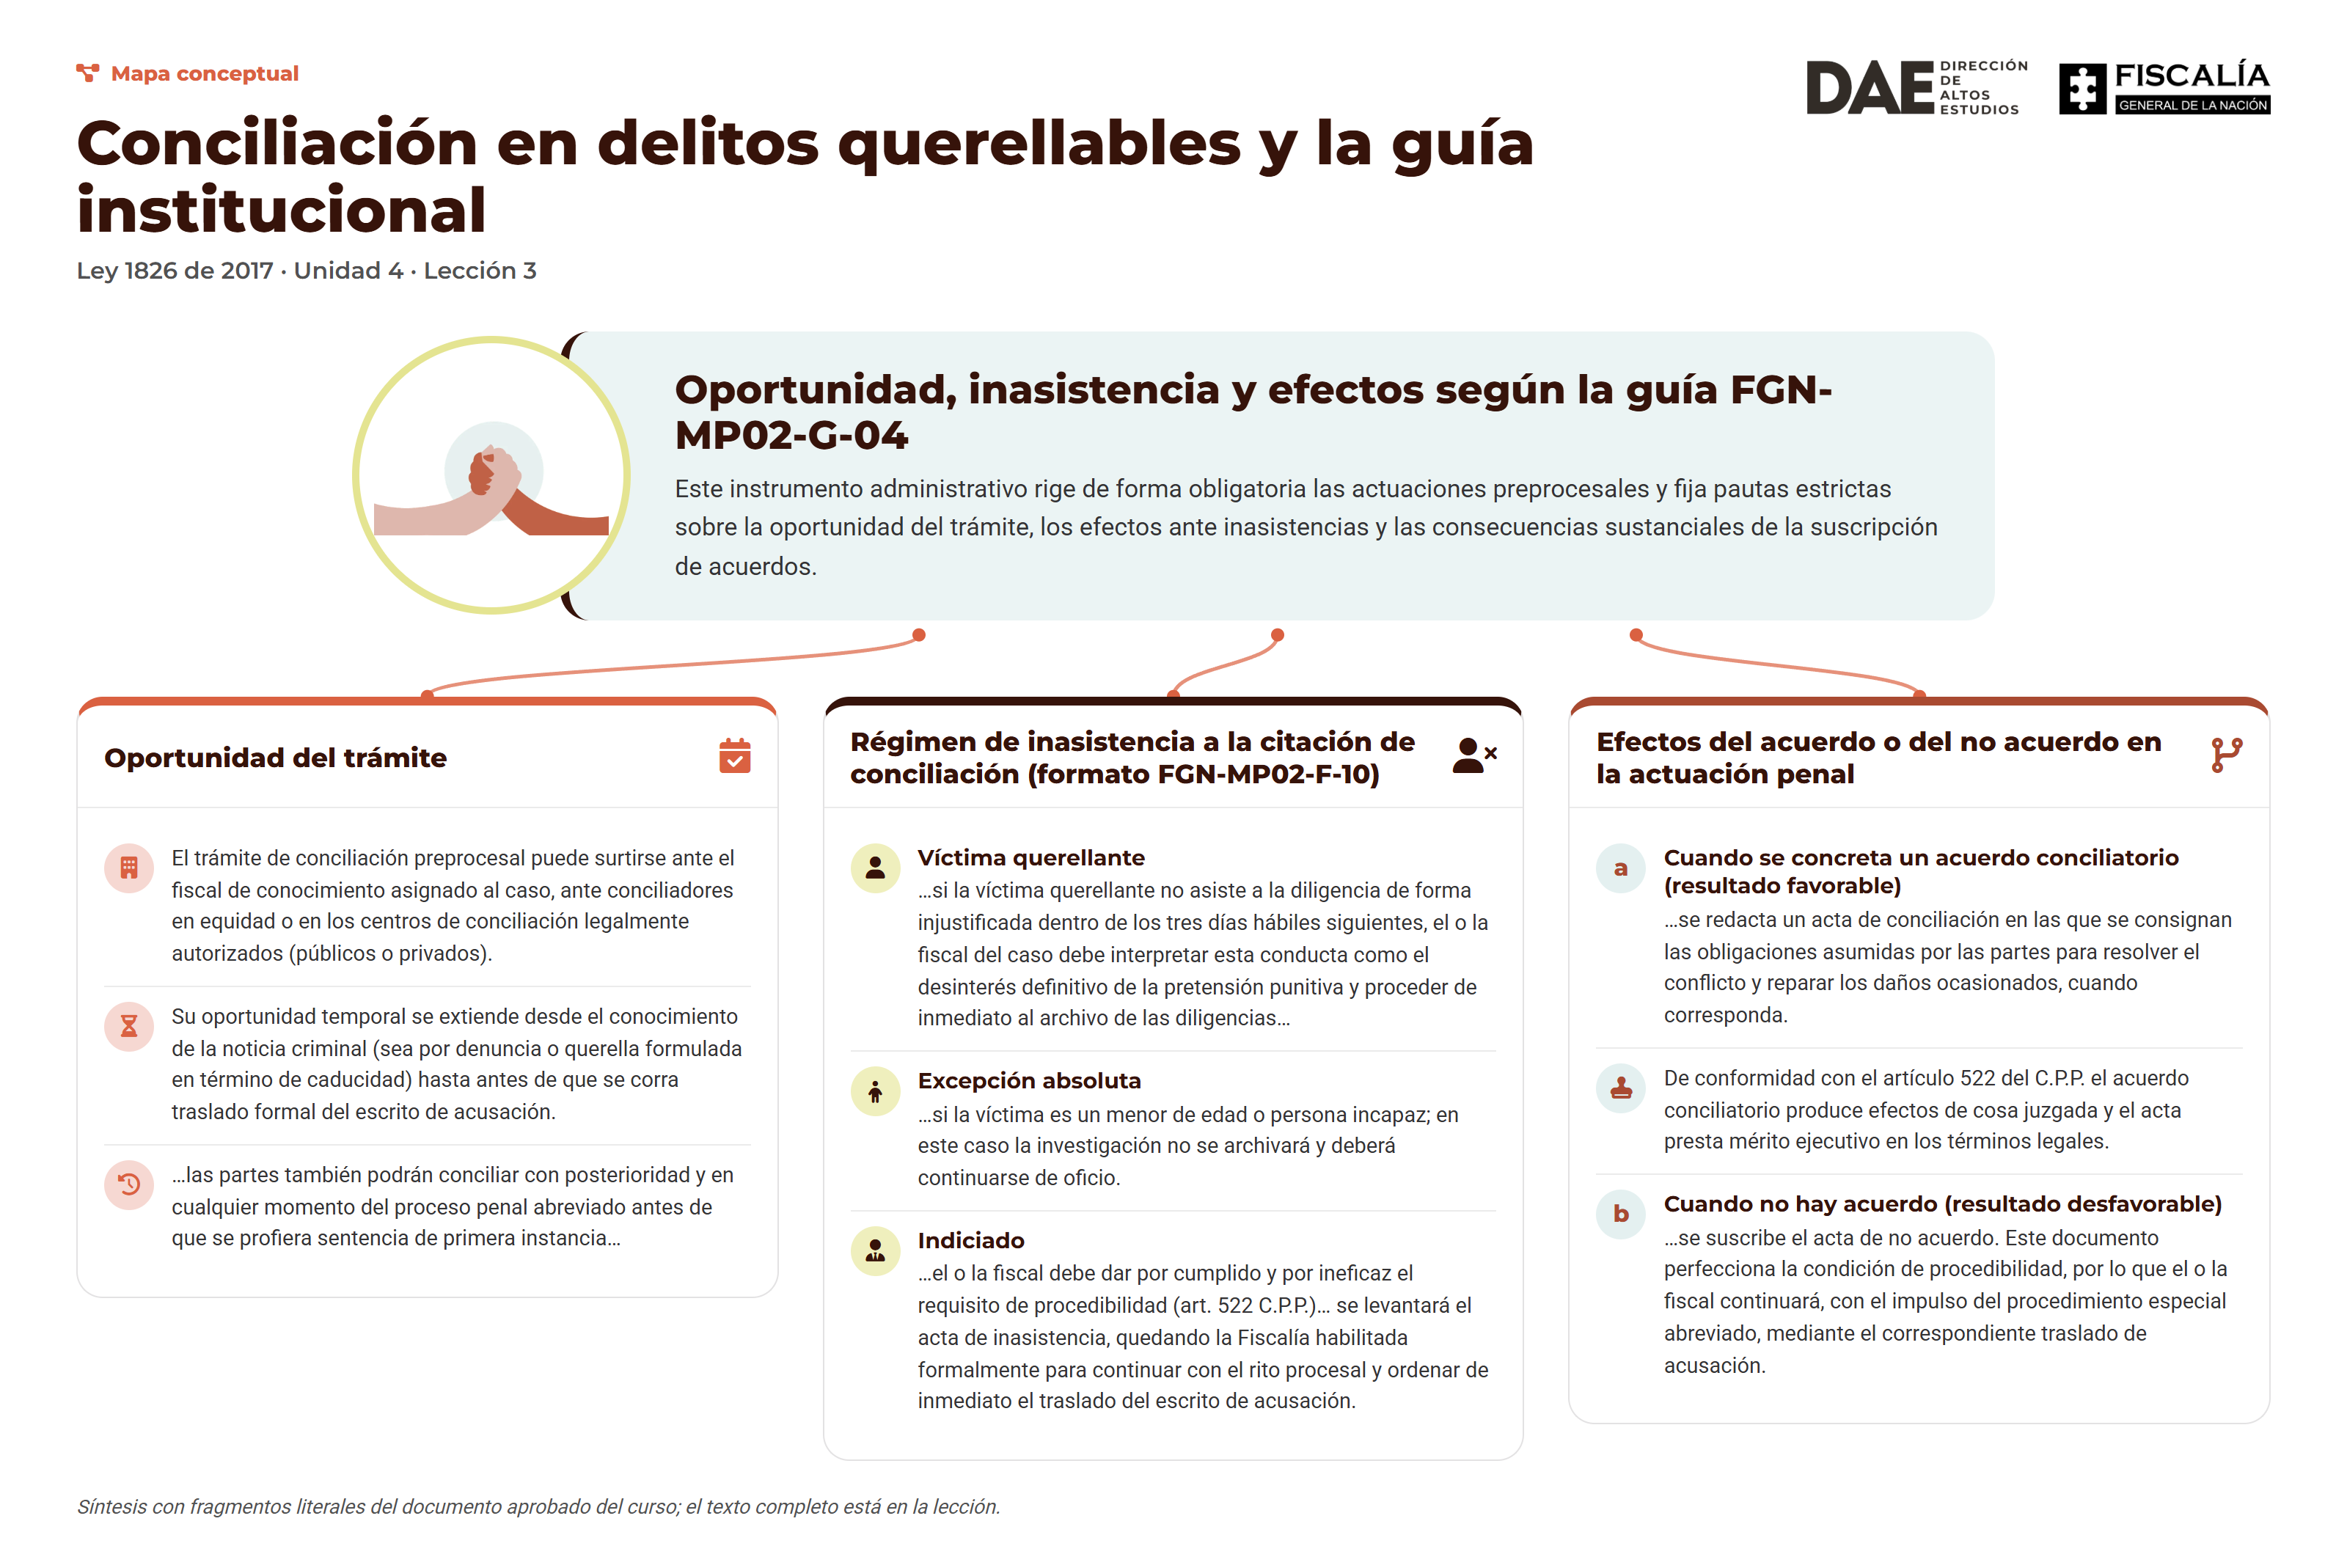 Mapa conceptual
Conciliación en delitos querellables y la guía
institucional
Ley 1826 de 2017 · Unidad 4 · Lección 3
DAE
DIRECCIÓN
DE
ALTOS
ESTUDIOS
FISCALÍA
GENERAL DE LA NACIÓN
Oportunidad, inasistencia y efectos según la guía FGN-
MP02-G-04
Este instrumento administrativo rige de forma obligatoria las actuaciones preprocesales y fija pautas estrictas
sobre la oportunidad del trámite, los efectos ante inasistencias y las consecuencias sustanciales de la suscripción
de acuerdos.
Oportunidad del trámite
El trámite de conciliación preprocesal puede surtirse ante el
fiscal de conocimiento asignado al caso, ante conciliadores
en equidad o en los centros de conciliación legalmente
autorizados (públicos o privados).
Su oportunidad temporal se extiende desde el conocimiento
de la noticia criminal (sea por denuncia o querella formulada
en término de caducidad) hasta antes de que se corra
traslado formal del escrito de acusación.
...las partes también podrán conciliar con posterioridad y en
cualquier momento del proceso penal abreviado antes de
que se profiera sentencia de primera instancia...
Régimen de inasistencia a la citación de
conciliación (formato FGN-MP02-F-10)
Víctima querellante
...si la víctima querellante no asiste a la diligencia de forma
injustificada dentro de los tres días hábiles siguientes, el o la
fiscal del caso debe interpretar esta conducta como el
desinterés definitivo de la pretensión punitiva y proceder de
inmediato al archivo de las diligencias...
Excepción absoluta
...si la víctima es un menor de edad o persona incapaz; en
este caso la investigación no se archivará y deberá
continuarse de oficio.
Indiciado
...el o la fiscal debe dar por cumplido y por ineficaz el
requisito de procedibilidad (art. 522 C.P.P.)... se levantará el
acta de inasistencia, quedando la Fiscalía habilitada
formalmente para continuar con el rito procesal y ordenar de
inmediato el traslado del escrito de acusación.
Efectos del acuerdo o del no acuerdo en
la actuación penal
a
Cuando se concreta un acuerdo conciliatorio
(resultado favorable)
...se redacta un acta de conciliación en las que se consignan
las obligaciones asumidas por las partes para resolver el
conflicto y reparar los daños ocasionados, cuando
corresponda.
De conformidad con el artículo 522 del C.P.P. el acuerdo
conciliatorio produce efectos de cosa juzgada y el acta
presta mérito ejecutivo en los términos legales.
b
Cuando no hay acuerdo (resultado desfavorable)
...se suscribe el acta de no acuerdo. Este documento
perfecciona la condición de procedibilidad, por lo que el o la
fiscal continuará, con el impulso del procedimiento especial
abreviado, mediante el correspondiente traslado de
acusación.
Síntesis con fragmentos literales del documento aprobado del curso; el texto completo está en la lección.